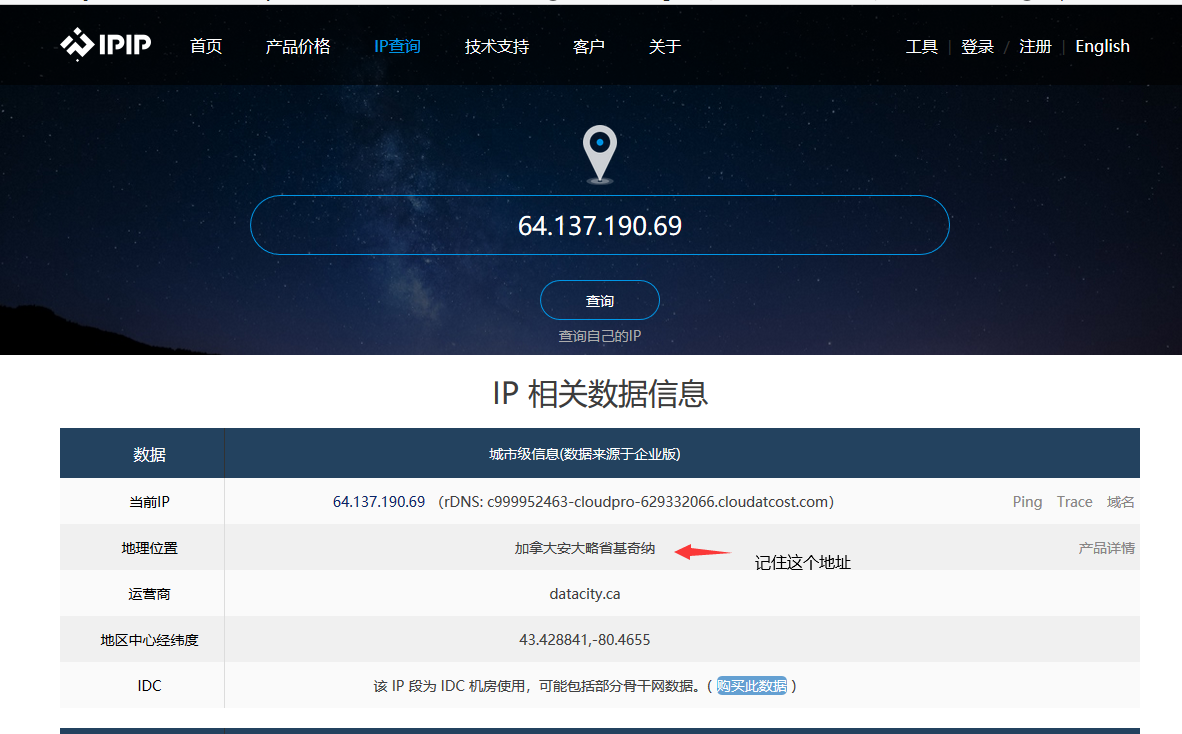 IPIP 首页 产品价格 IP查询 技术支持 客户 关于 工具 | 登录 / 注册 | English
64.137.190.69
查询
查询自己的IP
IP 相关数据信息
数据 城市级信息(数据来源于企业版)
当前IP 64.137.190.69 （rDNS: c999952463-cloudpro-629332066.cloudatcost.com） Ping Trace 域名
地理位置 加拿大安大略省基奇纳 产品详情
记住这个地址
运营商 datacity.ca
地区中心经纬度 43.428841,-80.4655
IDC 该 IP 段为 IDC 机房使用，可能包括部分骨干网数据。( 购买此数据 )